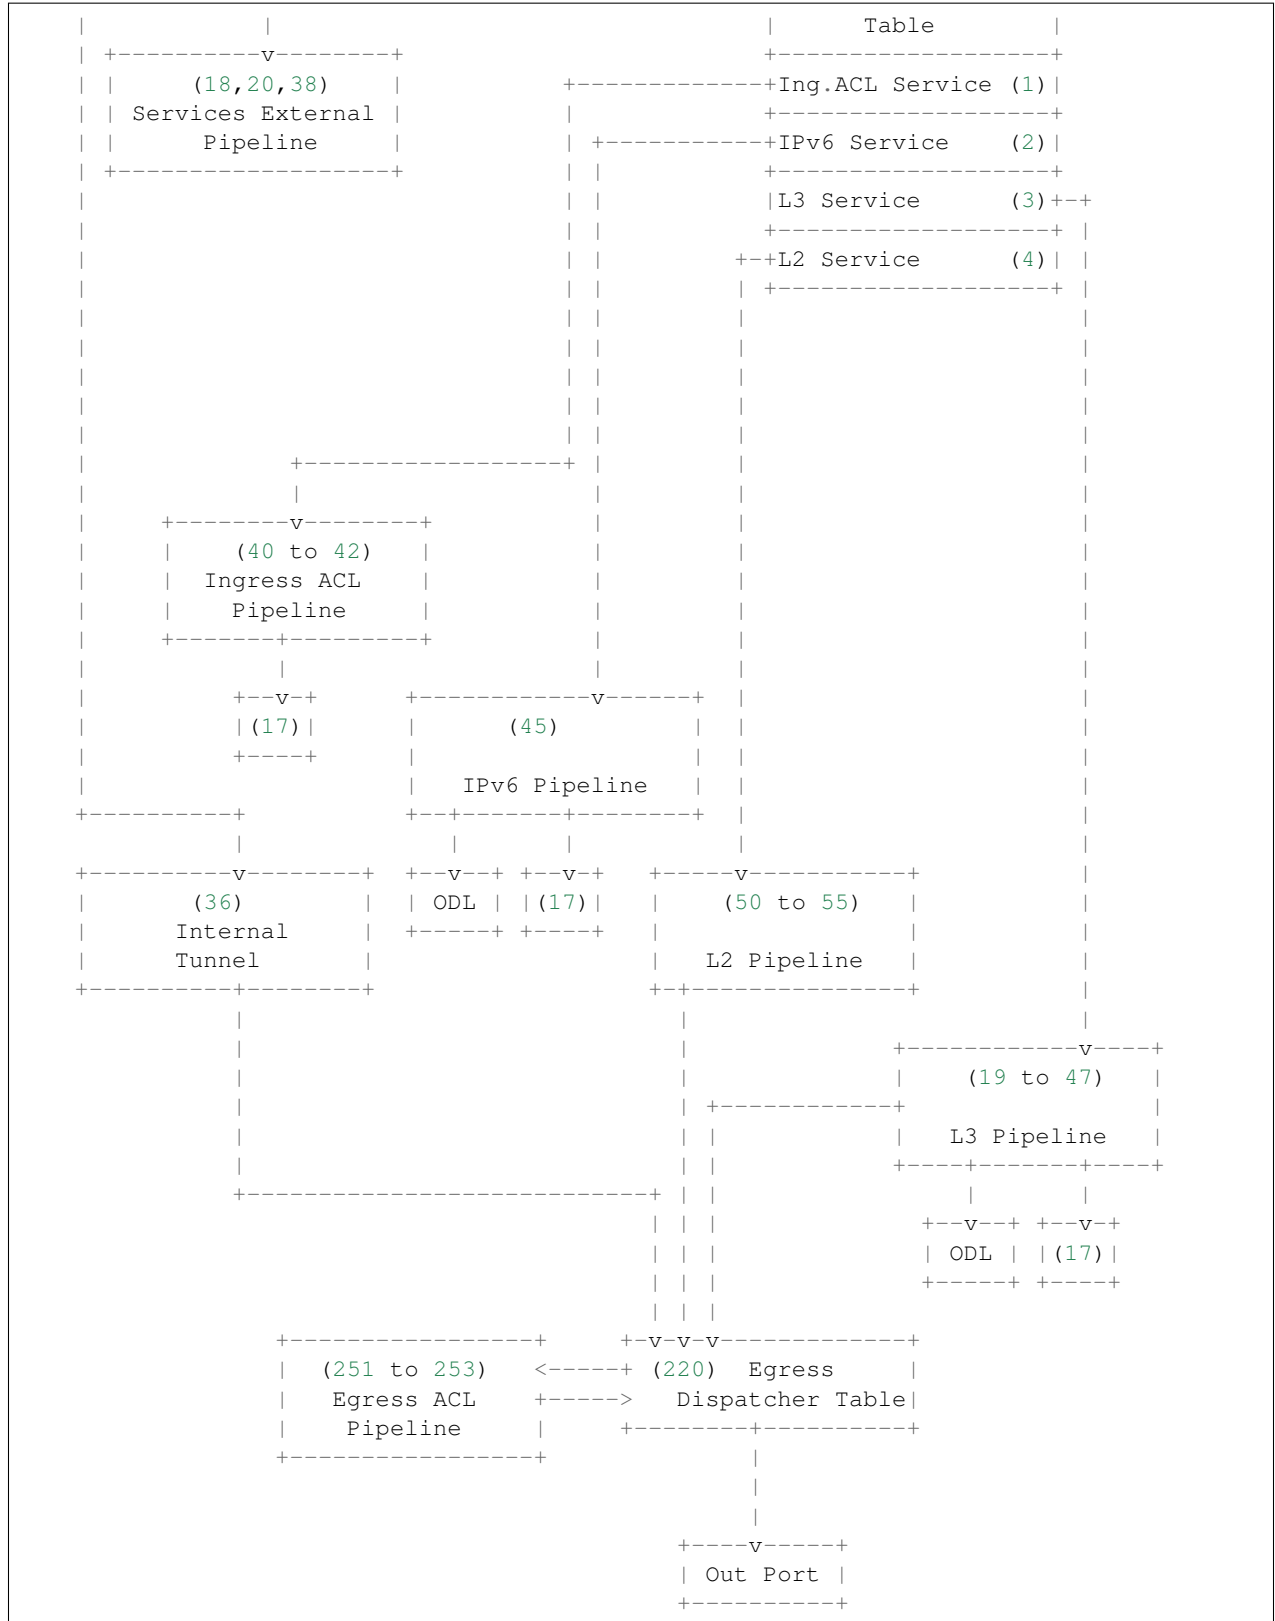 Table
(18,20,38)
Ing.ACL Service (1)
Services External
Pipeline
IPv6 Service (2)
L3 Service (3)
L2 Service (4)
(40 to 42)
Ingress ACL
Pipeline
(17)
(45)
IPv6 Pipeline
(36)
ODL
(17)
(50 to 55)
Internal
Tunnel
L2 Pipeline
(19 to 47)
L3 Pipeline
ODL
(17)
(251 to 253)
(220) Egress
Egress ACL
Dispatcher Table
Pipeline
Out Port